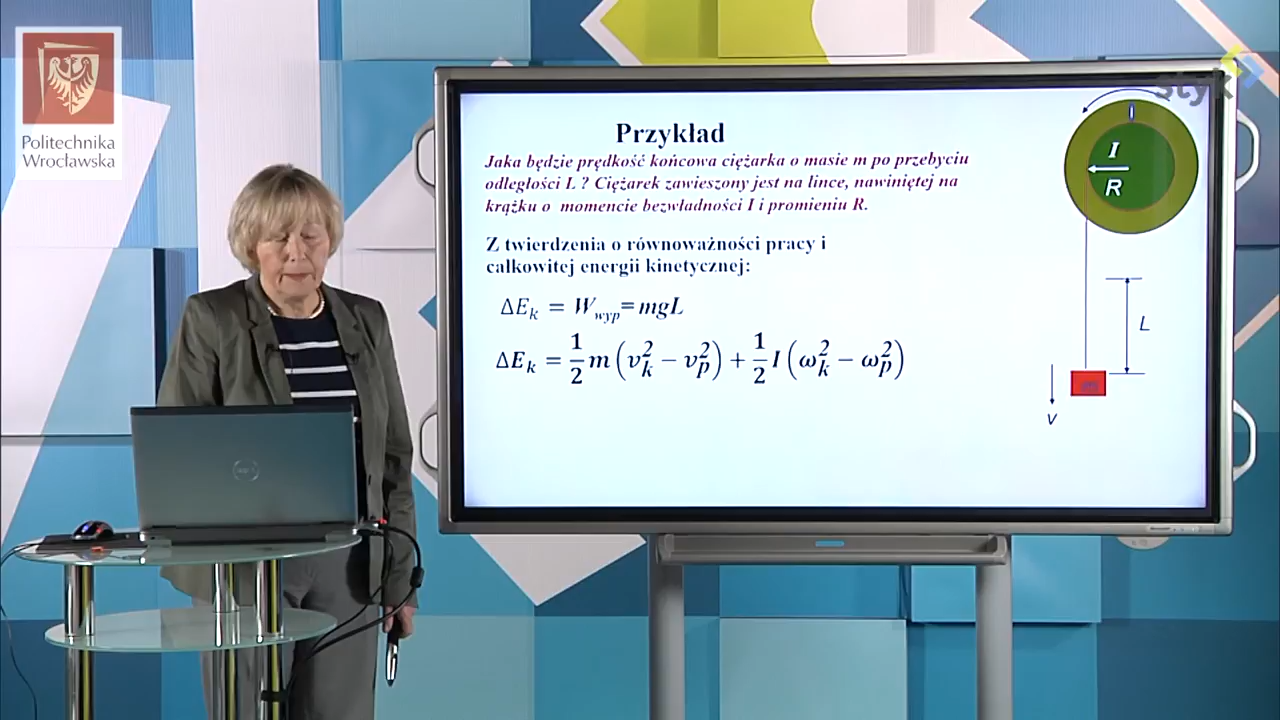 Politechnika
Wrocławska
styk
Przykład
Jaka będzie prędkość końcowa ciężarka o masie m po przebyciu
odległości L ? Ciężarek zawieszony jest na lince, nawiniętej na
krążku o momencie bezwładności I i promieniu R.
Z twierdzenia o równoważności pracy i
całkowitej energii kinetycznej:
ΔE_k = W_wyp = mgL
ΔE_k = 1/2 m (v_k^2 − v_p^2) + 1/2 I (ω_k^2 − ω_p^2)
I
R
L
m
v
DELL